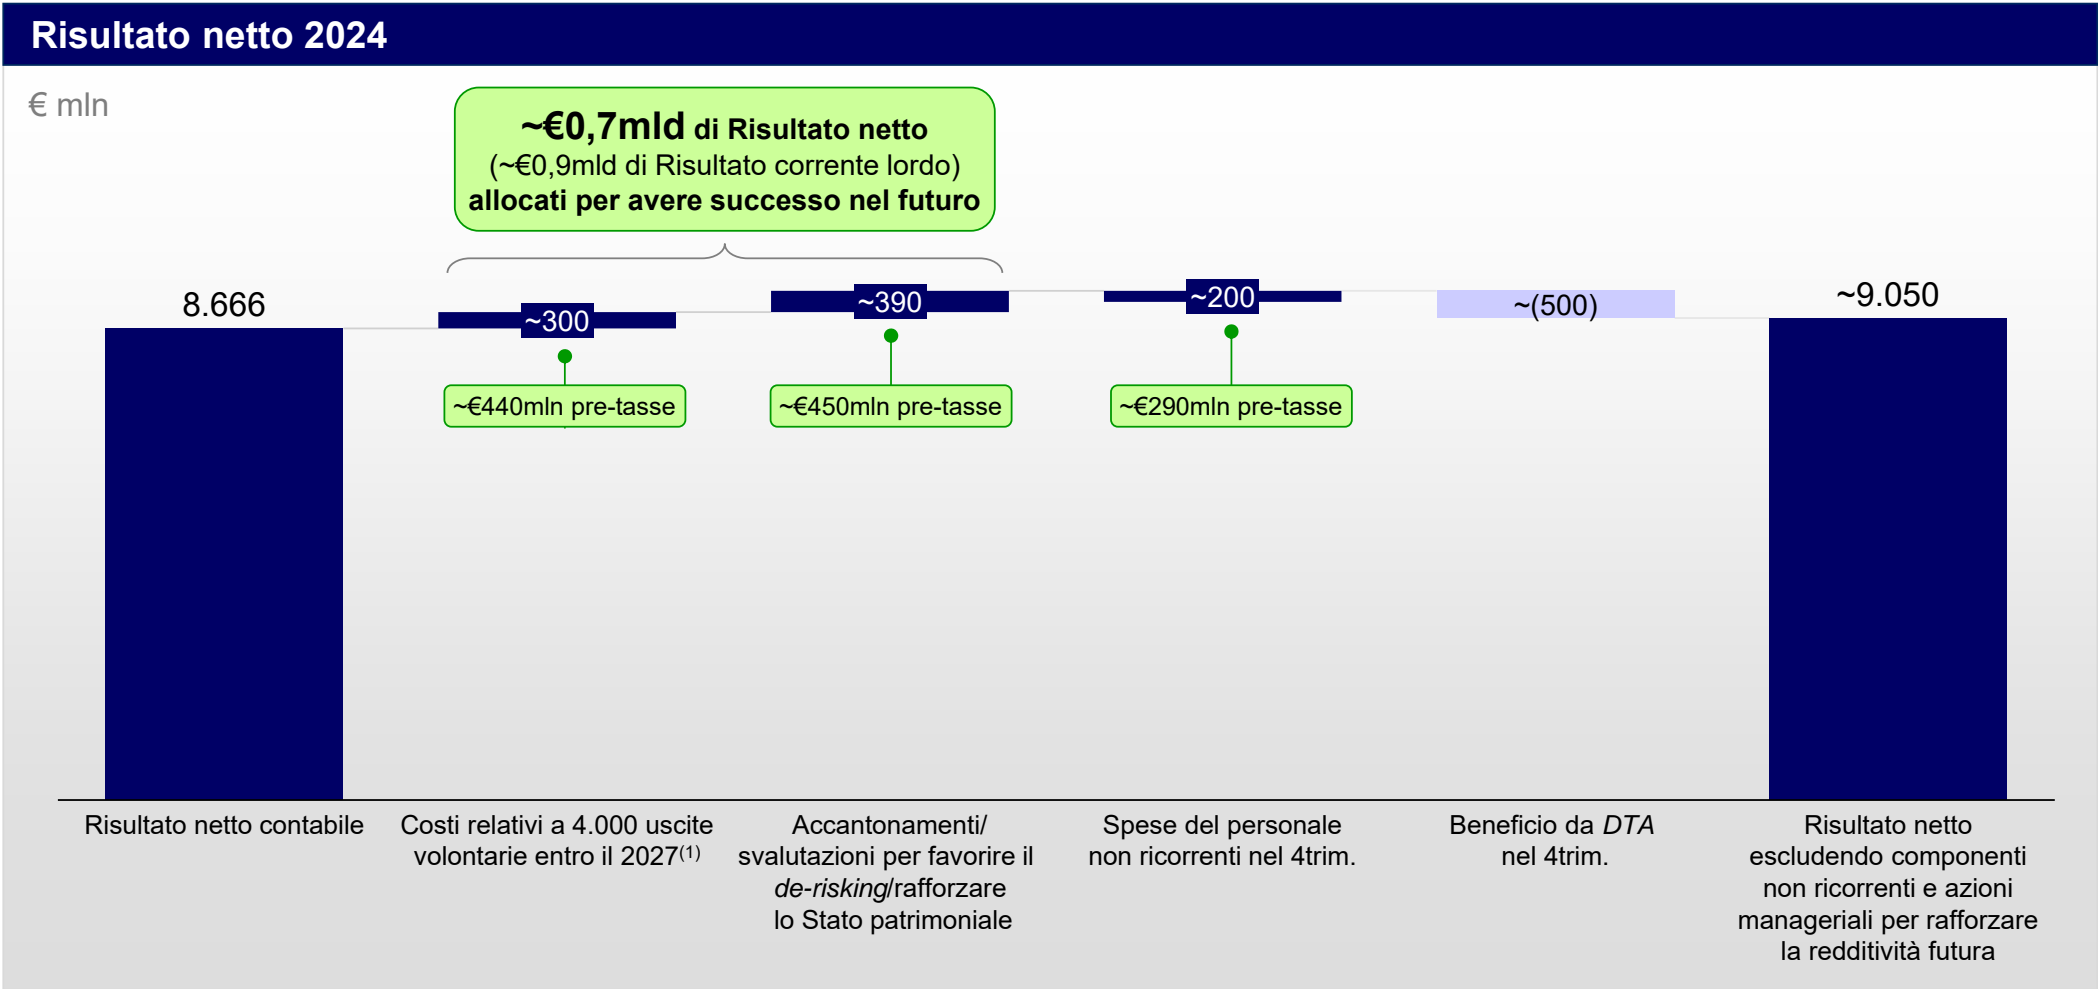 Risultato netto 2024
€ mln
~€0,7mld di Risultato netto
(~€0,9mld di Risultato corrente lordo)
allocati per avere successo nel futuro
8.666
~300
~390
~200
~(500)
~9.050
~€440mln pre-tasse
~€450mln pre-tasse
~€290mln pre-tasse
Risultato netto contabile
Costi relativi a 4.000 uscite
volontarie entro il 2027(1)
Accantonamenti/
svalutazioni per favorire il
de-risking/rafforzare
lo Stato patrimoniale
Spese del personale
non ricorrenti nel 4trim.
Beneficio da DTA
nel 4trim.
Risultato netto
escludendo componenti
non ricorrenti e azioni
manageriali per rafforzare
la redditività futura